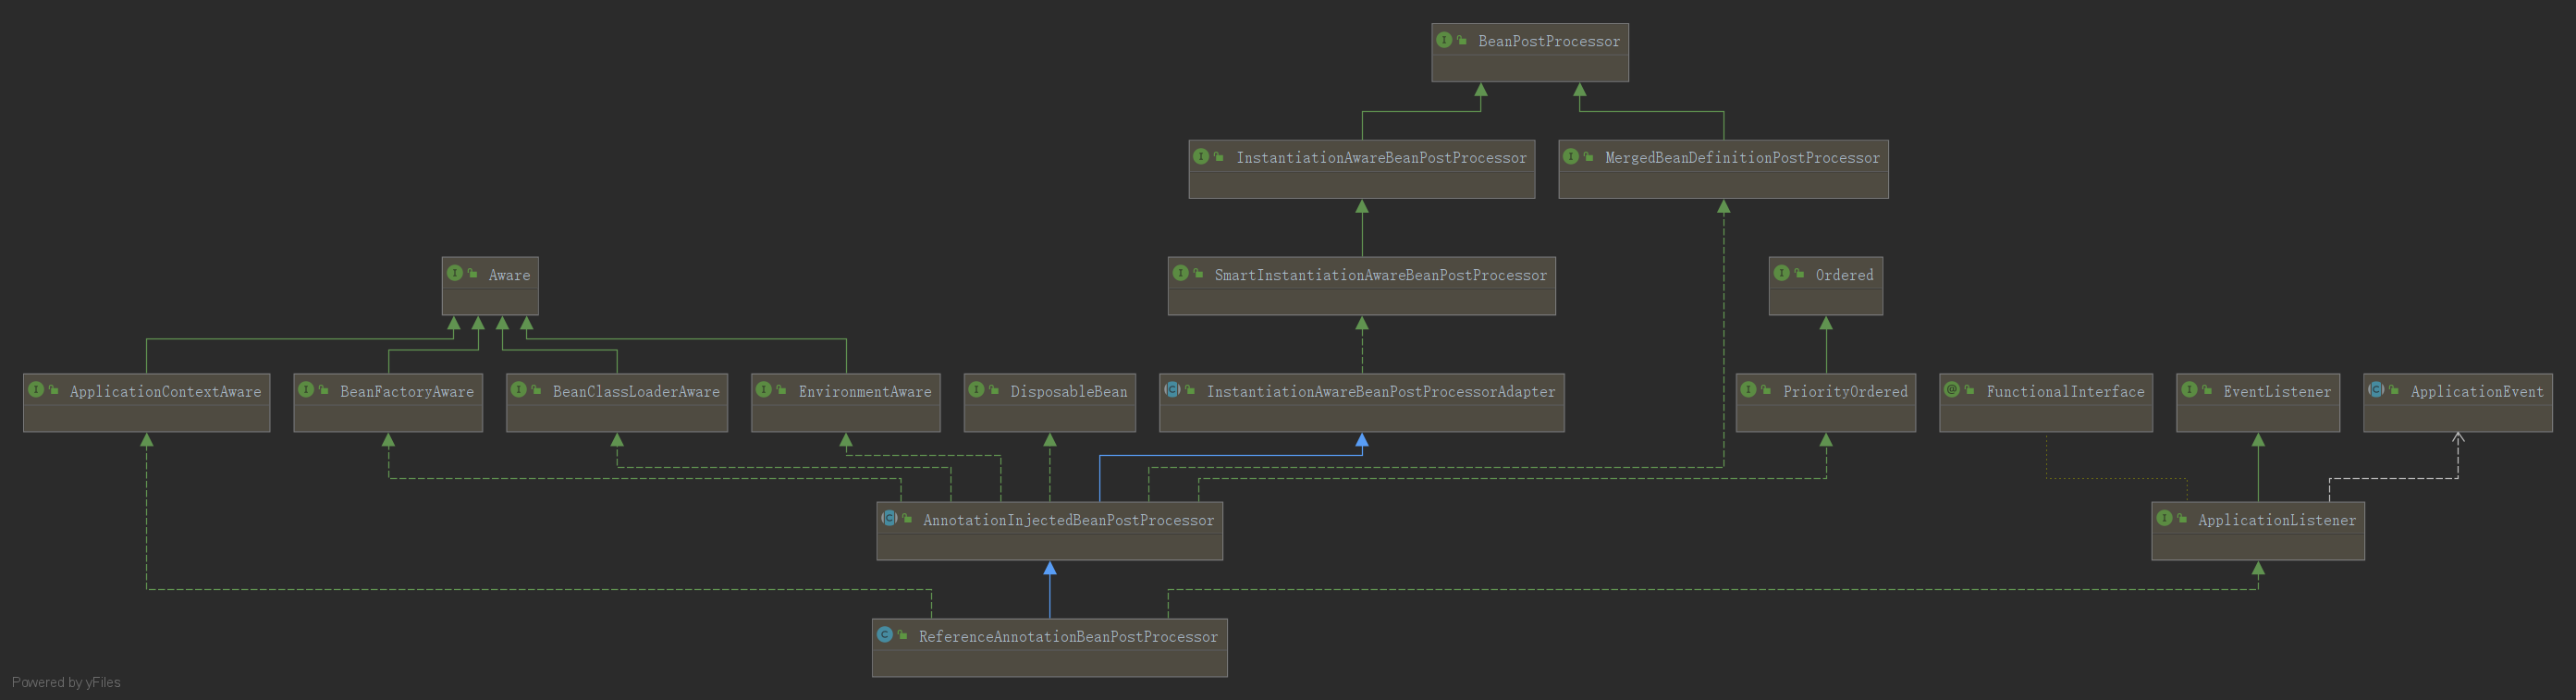 BeanPostProcessor
InstantiationAwareBeanPostProcessor
MergedBeanDefinitionPostProcessor
Aware
SmartInstantiationAwareBeanPostProcessor
Ordered
ApplicationContextAware
BeanFactoryAware
BeanClassLoaderAware
EnvironmentAware
DisposableBean
InstantiationAwareBeanPostProcessorAdapter
PriorityOrdered
FunctionalInterface
EventListener
ApplicationEvent
AnnotationInjectedBeanPostProcessor
ApplicationListener
ReferenceAnnotationBeanPostProcessor
Powered by yFiles